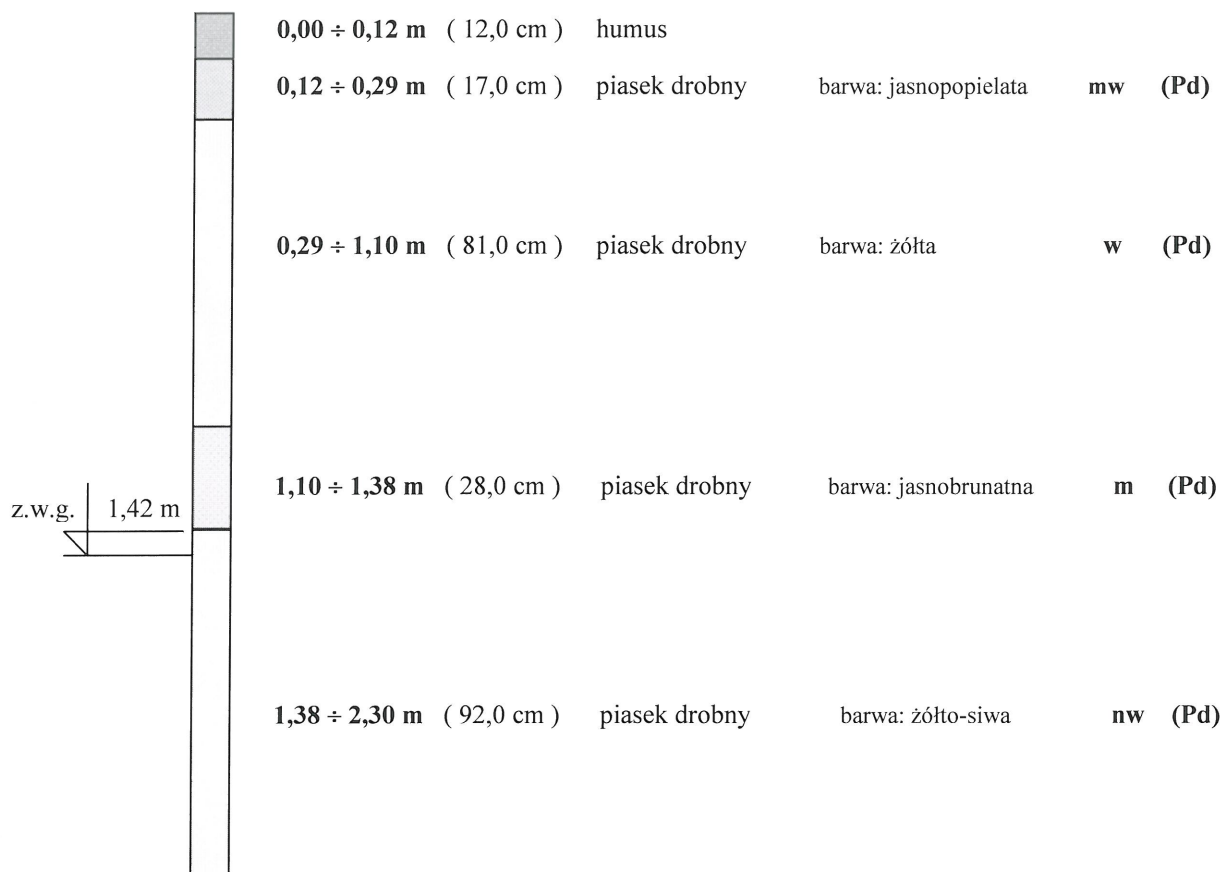 0,00 ÷ 0,12 m ( 12,0 cm ) humus
0,12 ÷ 0,29 m ( 17,0 cm ) piasek drobny barwa: jasnopopielata mw (Pd)
0,29 ÷ 1,10 m ( 81,0 cm ) piasek drobny barwa: żółta w (Pd)
1,10 ÷ 1,38 m ( 28,0 cm ) piasek drobny barwa: jasnobrunatna m (Pd)
z.w.g. 1,42 m
1,38 ÷ 2,30 m ( 92,0 cm ) piasek drobny barwa: żółto-siwa nw (Pd)